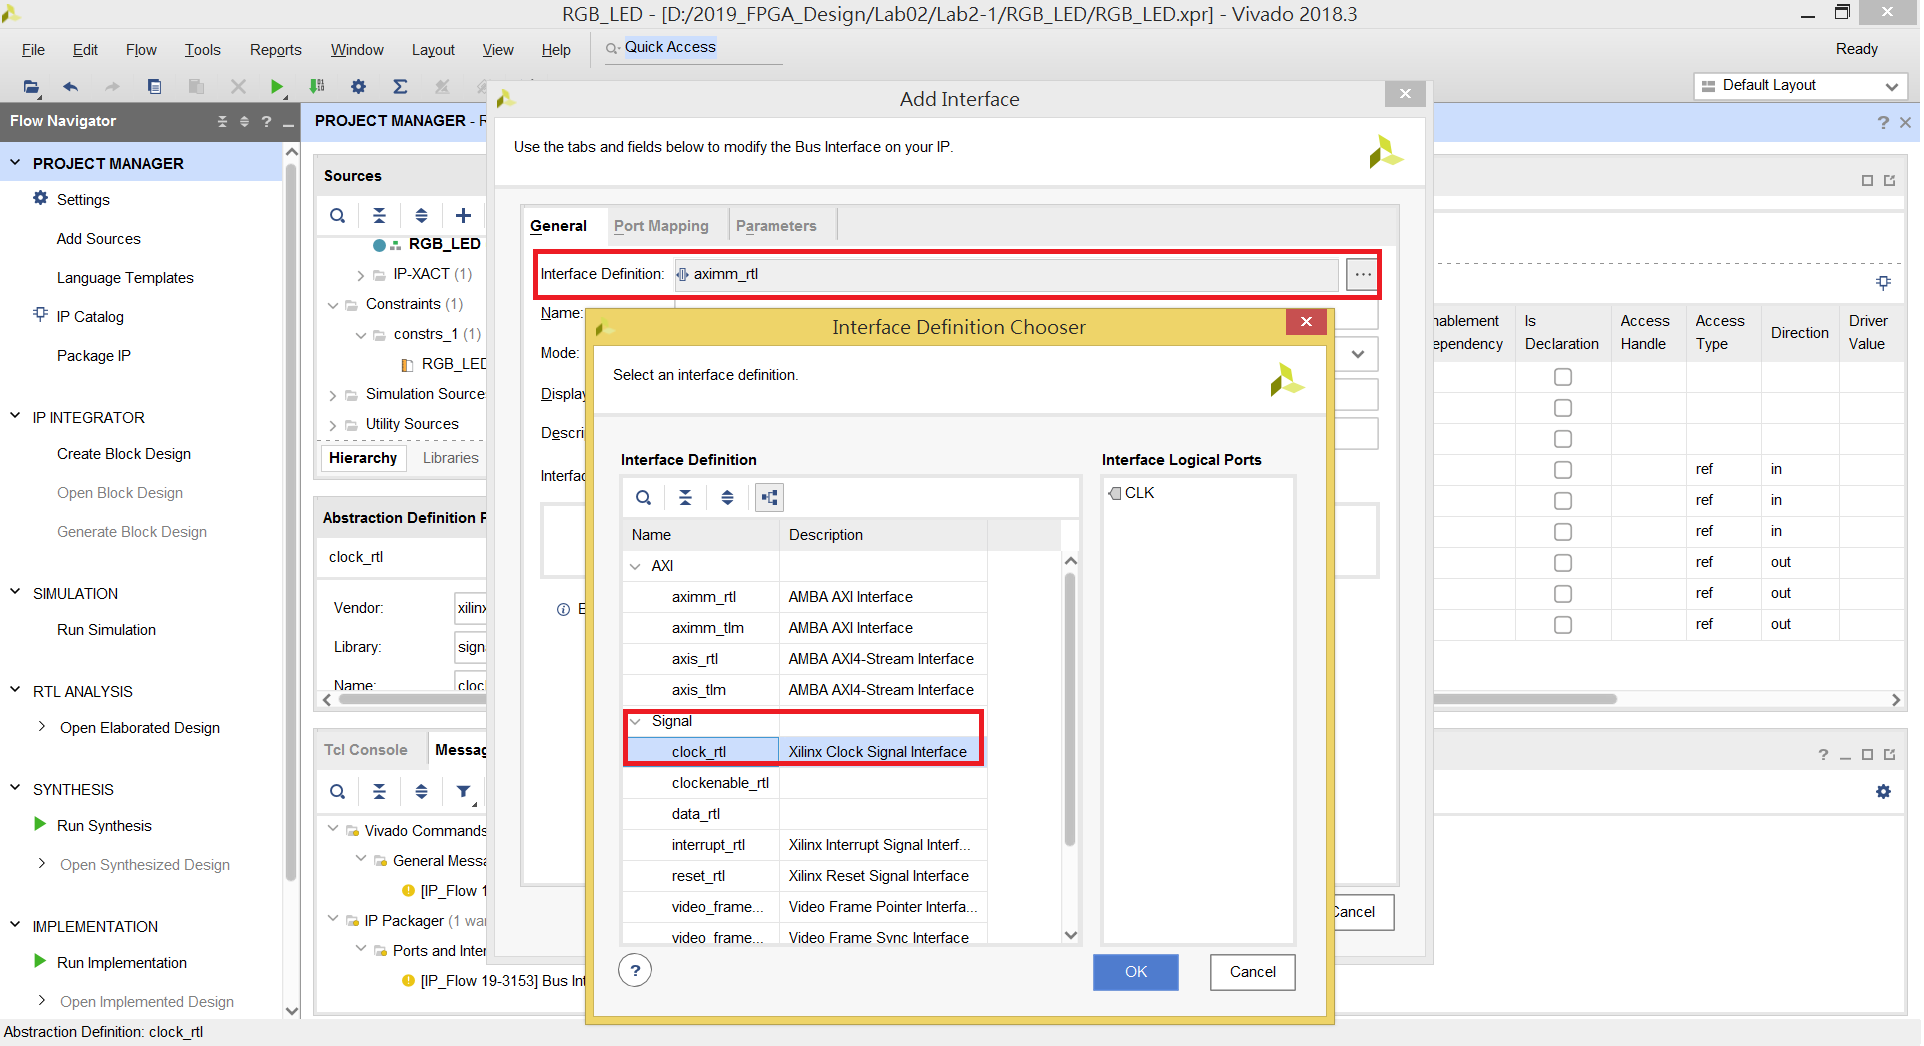 RGB_LED - [D:/2019_FPGA_Design/Lab02/Lab2-1/RGB_LED/RGB_LED.xpr] - Vivado 2018.3
File Edit Flow Tools Reports Window Layout View Help Quick Access Ready
Default Layout
Flow Navigator
PROJECT MANAGER
Settings
Add Sources
Language Templates
IP Catalog
Package IP
IP INTEGRATOR
Create Block Design
Open Block Design
Generate Block Design
SIMULATION
Run Simulation
RTL ANALYSIS
Open Elaborated Design
SYNTHESIS
Run Synthesis
Open Synthesized Design
IMPLEMENTATION
Run Implementation
Open Implemented Design
Abstraction Definition: clock_rtl
PROJECT MANAGER - R
Sources
RGB_LED
IP-XACT (1)
Constraints (1)
constrs_1 (1)
RGB_LED
Simulation Source
Utility Sources
Hierarchy Libraries
Abstraction Definition P
clock_rtl
Vendor: xilinx
Library: sign
Name: cloc
Tcl Console Messag
Vivado Commands
General Messa
[IP_Flow 1
IP Packager (1 wa
Ports and Inter
[IP_Flow 19-3153] Bus Int
Add Interface
Use the tabs and fields below to modify the Bus Interface on your IP.
General Port Mapping Parameters
Interface Definition: aximm_rtl ...
Name:
Mode:
Display
Descri
Interfac
E
Cancel
Interface Definition Chooser
Select an interface definition.
Interface Definition
Name Description
AXI
aximm_rtl AMBA AXI Interface
aximm_tlm AMBA AXI Interface
axis_rtl AMBA AXI4-Stream Interface
axis_tlm AMBA AXI4-Stream Interface
Signal
clock_rtl Xilinx Clock Signal Interface
clockenable_rtl
data_rtl
interrupt_rtl Xilinx Interrupt Signal Interf...
reset_rtl Xilinx Reset Signal Interface
video_frame... Video Frame Pointer Interfa...
video_frame... Video Frame Sync Interface
Interface Logical Ports
CLK
? OK Cancel
nablement
ependency
Is
Declaration
Access
Handle
Access
Type
Direction
Driver
Value
ref in
ref in
ref in
ref out
ref out
ref out